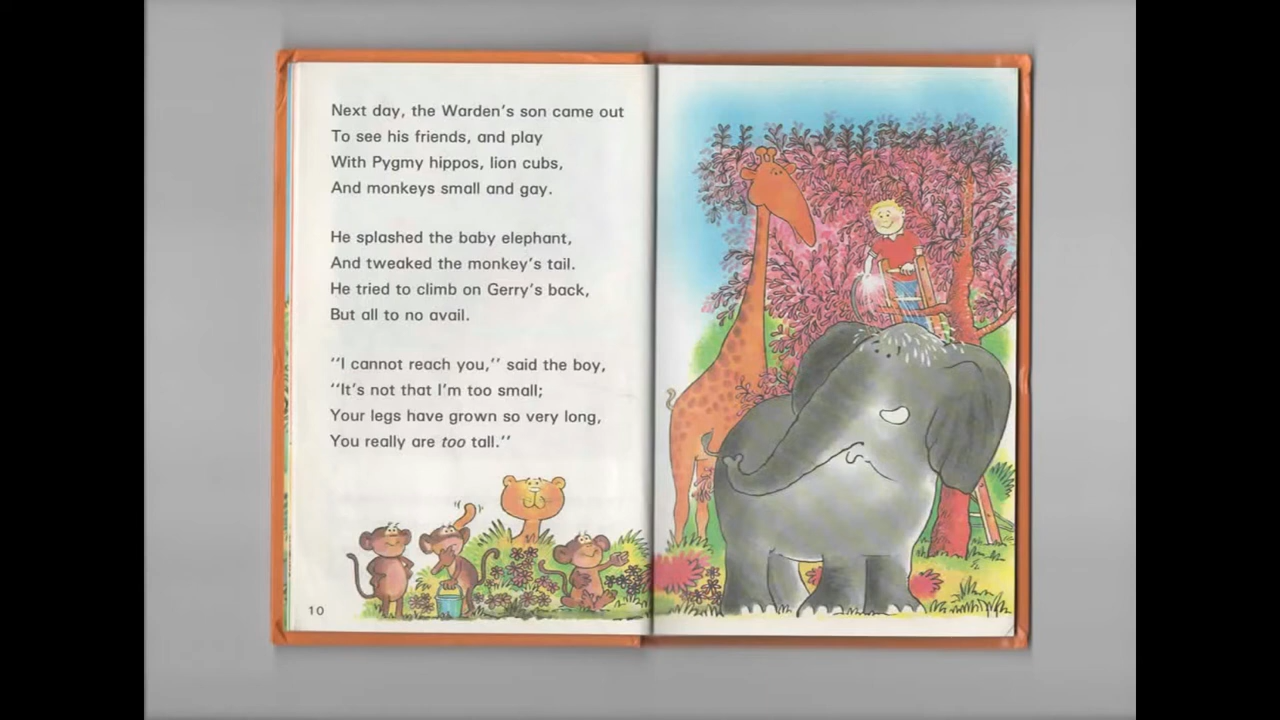 Next day, the Warden's son came out
To see his friends, and play
With Pygmy hippos, lion cubs,
And monkeys small and gay.
He splashed the baby elephant,
And tweaked the monkey's tail.
He tried to climb on Gerry's back,
But all to no avail.
"I cannot reach you," said the boy,
"It's not that I'm too small;
Your legs have grown so very long,
You really are too tall."
10